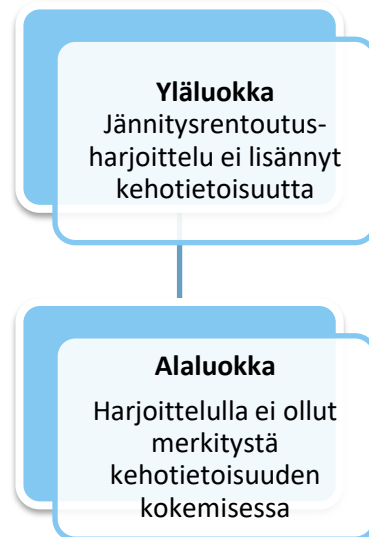 Yläluokka
Jännitysrentoutus-
harjoittelu ei lisännyt
kehotietoisuutta
Alaluokka
Harjoittelulla ei ollut
merkitystä
kehotietoisuuden
kokemisessa